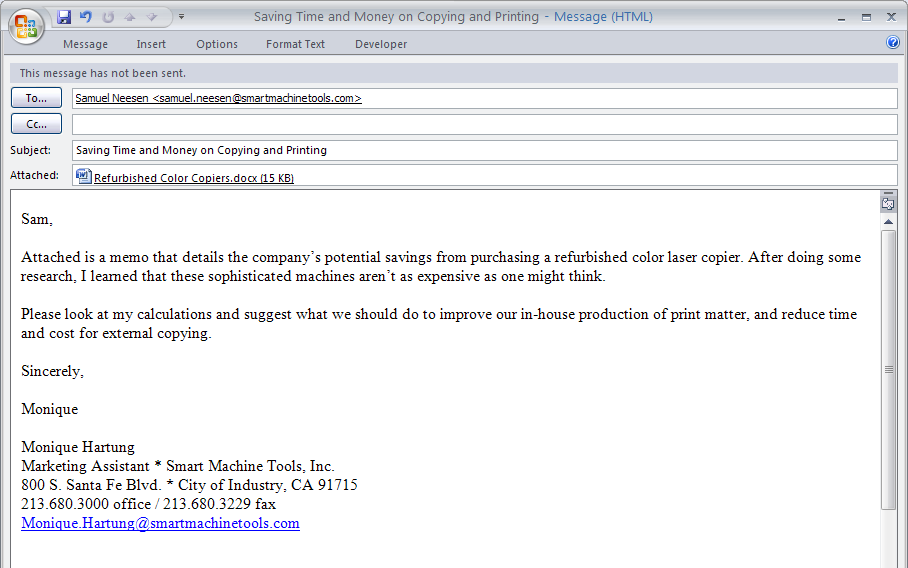 Saving Time and Money on Copying and Printing - Message (HTML)
Message Insert Options Format Text Developer
This message has not been sent.
To... Samuel Neesen <samuel.neesen@smartmachinetools.com>
Cc...
Subject: Saving Time and Money on Copying and Printing
Attached: Refurbished Color Copiers.docx (15 KB)
Sam,
Attached is a memo that details the company’s potential savings from purchasing a refurbished color laser copier. After doing some
research, I learned that these sophisticated machines aren’t as expensive as one might think.
Please look at my calculations and suggest what we should do to improve our in-house production of print matter, and reduce time
and cost for external copying.
Sincerely,
Monique
Monique Hartung
Marketing Assistant * Smart Machine Tools, Inc.
800 S. Santa Fe Blvd. * City of Industry, CA 91715
213.680.3000 office / 213.680.3229 fax
Monique.Hartung@smartmachinetools.com